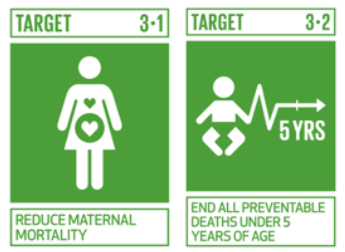 TARGET 3·1
REDUCE MATERNAL
MORTALITY
TARGET 3·2
5 YRS
END ALL PREVENTABLE
DEATHS UNDER 5
YEARS OF AGE